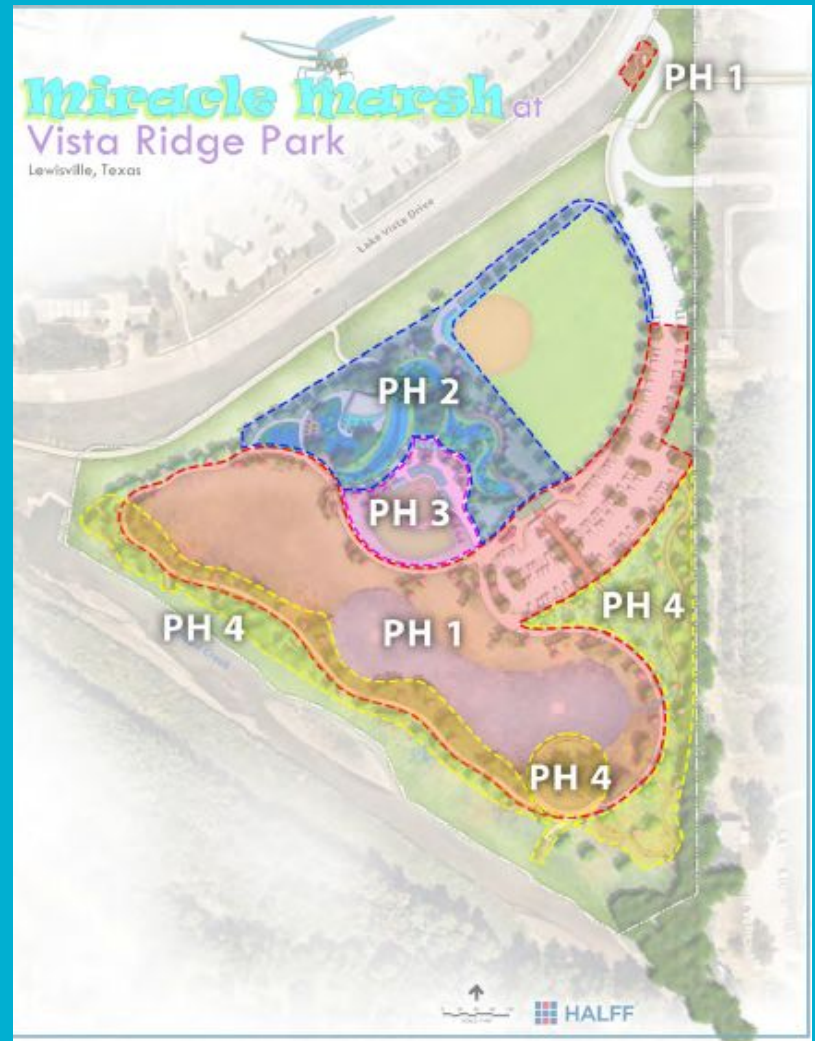 Miracle Marsh at
Vista Ridge Park
Lewisville, Texas
PH 1
Lake Vista Drive
PH 2
PH 3
PH 4
PH 4
PH 1
PH 4
HALFF